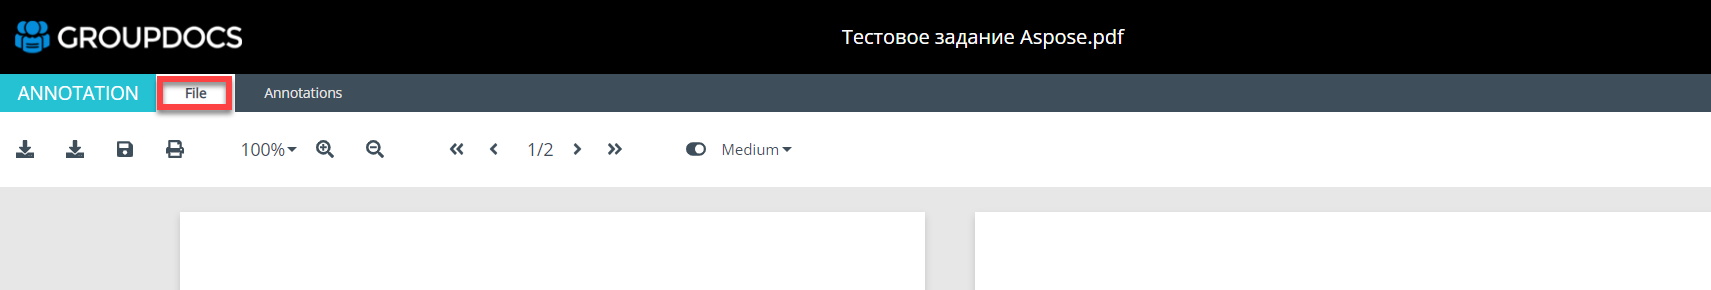 GROUPDOCS
Тестовое задание Aspose.pdf
ANNOTATION File Annotations
100% 1/2 Medium